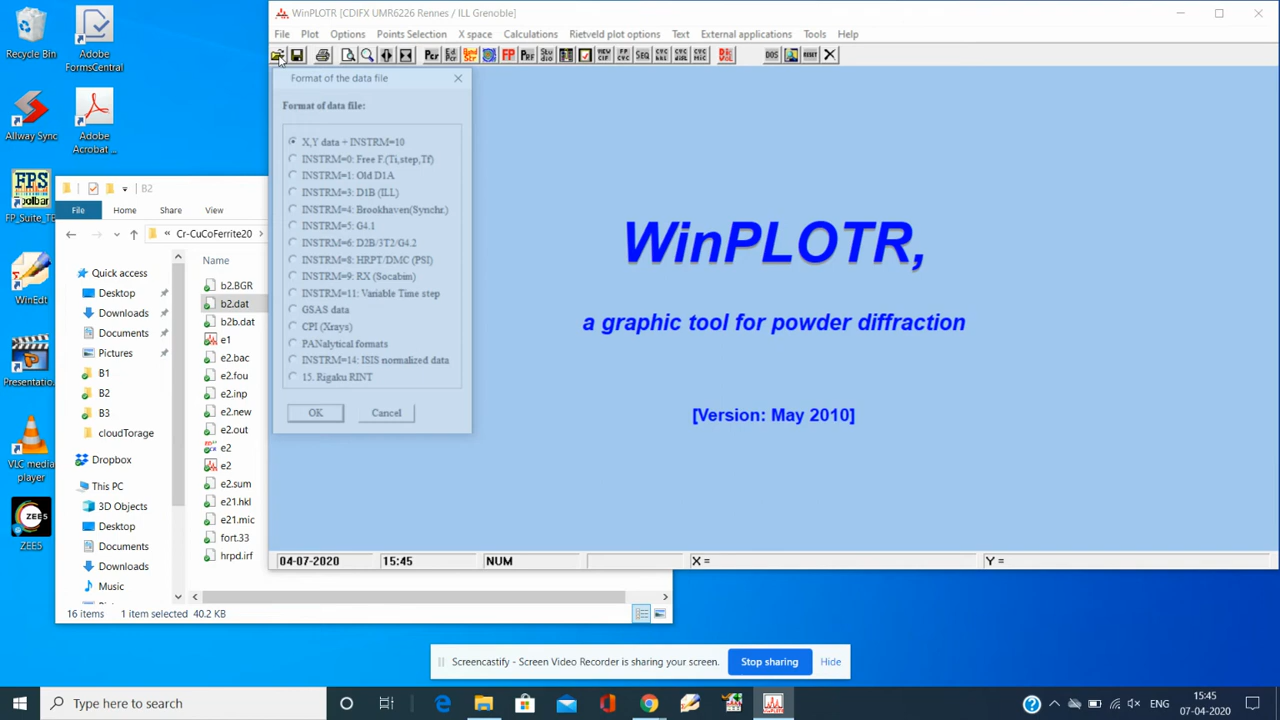 Recycle Bin
Adobe
FormsCentral
Allway Sync
Adobe
Acrobat ...
FPS
Toolbar
FP_Suite_TB
WinEdt
Presentatio...
VLC media
player
ZEE5
ZEE5
WinPLOTR [CDIFX UMR6226 Rennes / ILL Grenoble]
File Plot Options Points Selection X space Calculations Rietveld plot options Text External applications Tools Help
Format of the data file
Format of data file:
X,Y data + INSTRM=10
INSTRM=0: Free F.(Ti,step,Tf)
INSTRM=1: Old D1A
INSTRM=3: D1B (ILL)
INSTRM=4: Brookhaven(Synchr.)
INSTRM=5: G4.1
INSTRM=6: D2B/3T2/G4.2
INSTRM=8: HRPT/DMC (PSI)
INSTRM=9: RX (Socabim)
INSTRM=11: Variable Time step
GSAS data
CPI (Xrays)
PANalytical formats
INSTRM=14: ISIS normalized data
15. Rigaku RINT
OK Cancel
WinPLOTR,
a graphic tool for powder diffraction
[Version: May 2010]
04-07-2020 15:45 NUM X = Y =
B2
File Home Share View
« Cr-CuCoFerrite20 >
Quick access
Desktop
Downloads
Documents
Pictures
B1
B2
B3
cloudTorage
Dropbox
This PC
3D Objects
Desktop
Documents
Downloads
Music
Name
b2.BGR
b2.dat
b2b.dat
e1
e2.bac
e2.fou
e2.inp
e2.new
e2.out
e2
e2
e2.sum
e21.hkl
e21.mic
fort.33
hrpd.irf
16 items 1 item selected 40.2 KB
Screencastify - Screen Video Recorder is sharing your screen. Stop sharing Hide
Type here to search
ENG
15:45
07-04-2020